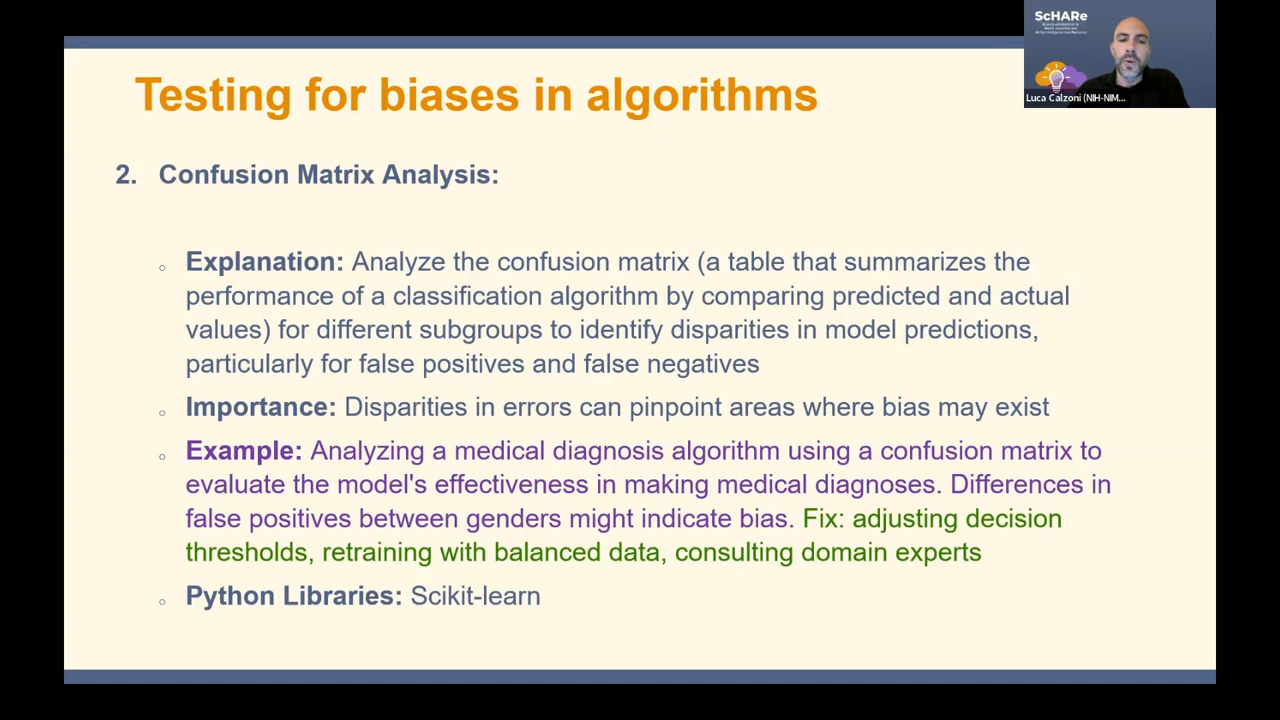 ScHARe
Testing for biases in algorithms
Luca Calzoni (NIH-NIM...
2. Confusion Matrix Analysis:
Explanation: Analyze the confusion matrix (a table that summarizes the
performance of a classification algorithm by comparing predicted and actual
values) for different subgroups to identify disparities in model predictions,
particularly for false positives and false negatives
Importance: Disparities in errors can pinpoint areas where bias may exist
Example: Analyzing a medical diagnosis algorithm using a confusion matrix to
evaluate the model's effectiveness in making medical diagnoses. Differences in
false positives between genders might indicate bias. Fix: adjusting decision
thresholds, retraining with balanced data, consulting domain experts
Python Libraries: Scikit-learn